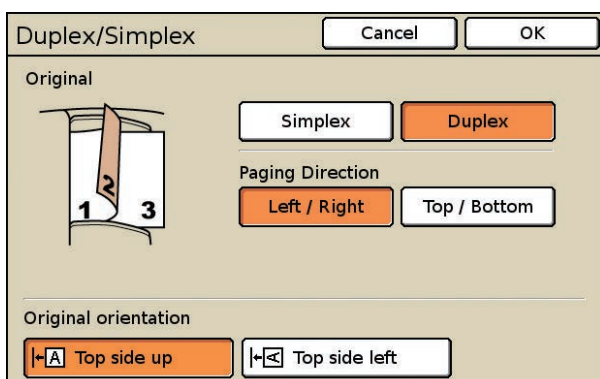 Duplex/Simplex Cancel OK
Original
Simplex Duplex
Paging Direction
Left / Right Top / Bottom
1 2 3
Original orientation
A Top side up A Top side left